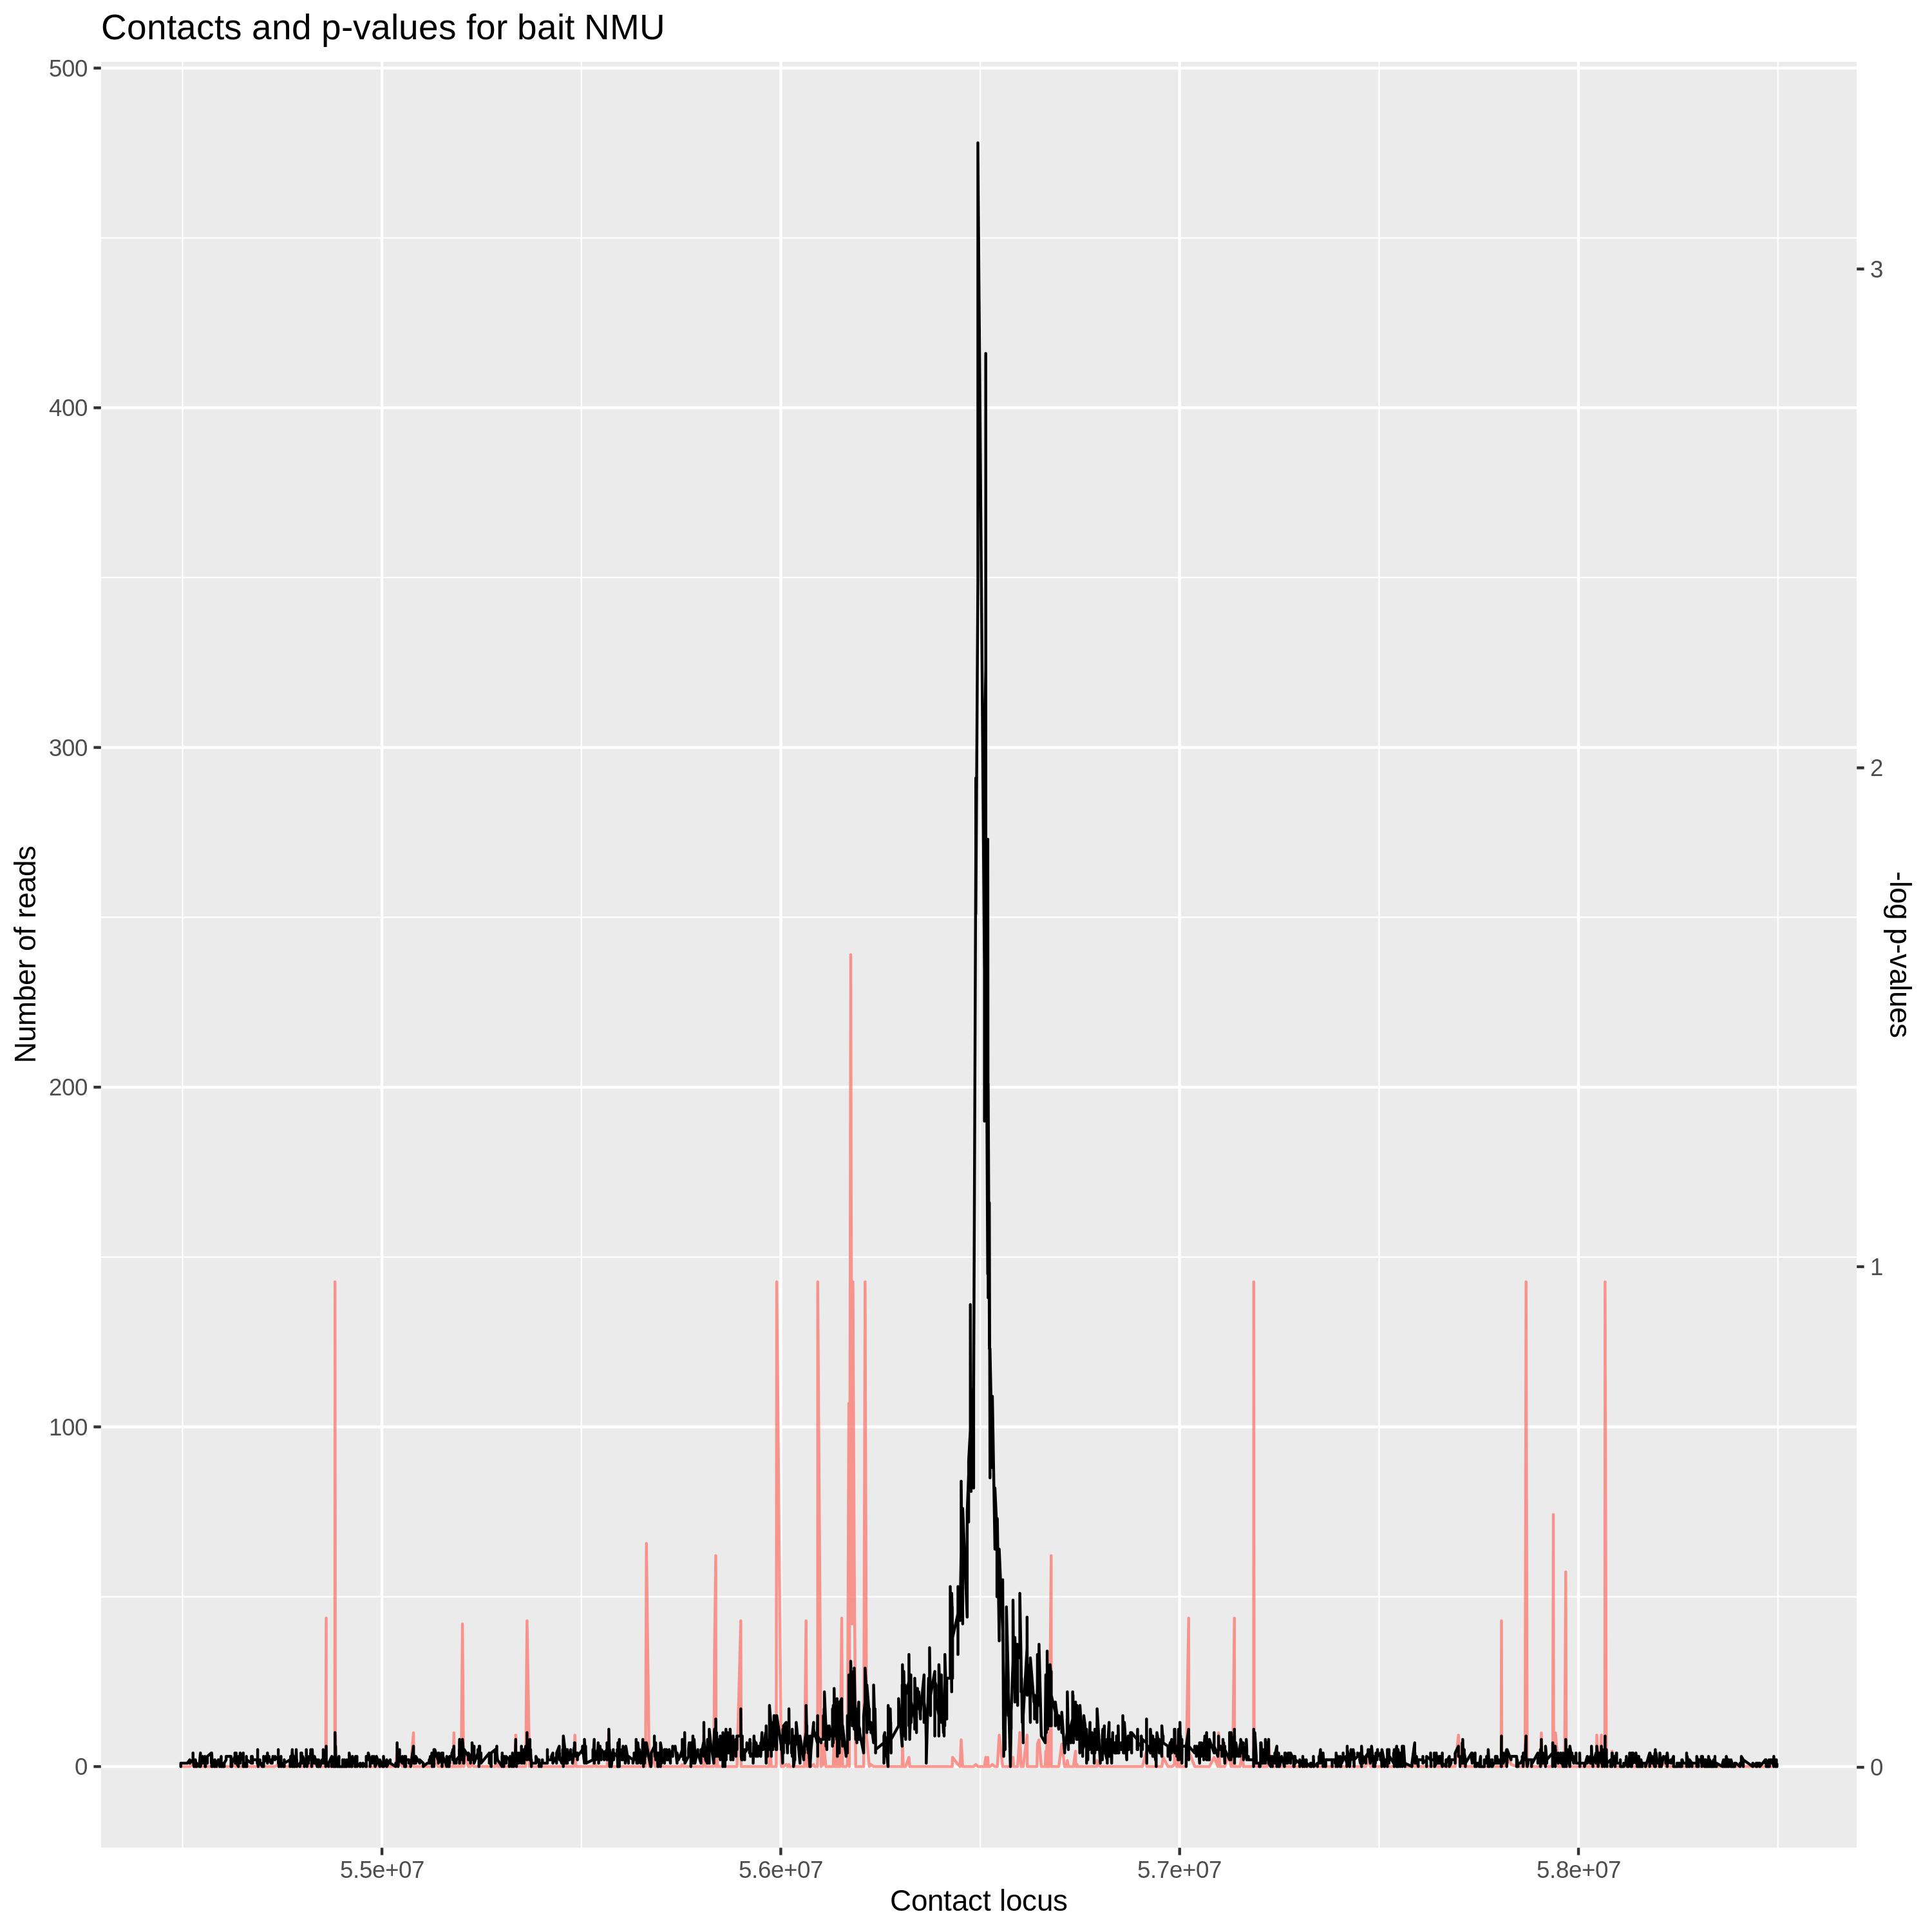 Contacts and p-values for bait NMU
500
400
300
200
100
0
Number of reads
3
2
1
0
-log p-values
5.5e+07
5.6e+07
5.7e+07
5.8e+07
Contact locus